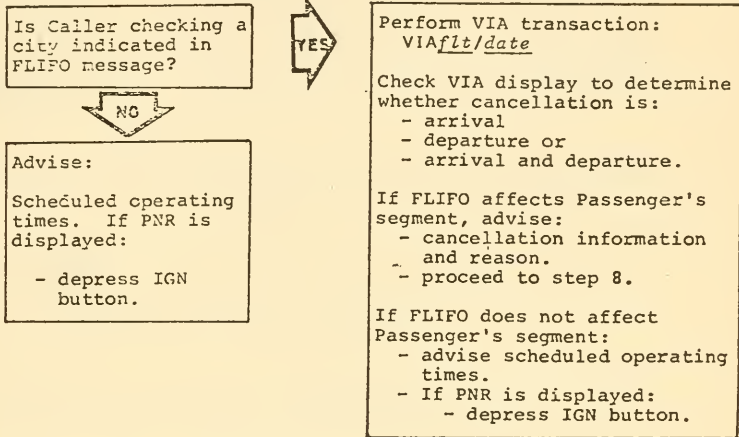 Is Caller checking a
city indicated in
FLIFO message?
YES
NO
Advise:
Scheduled operating
times. If PNR is
displayed:
- depress IGN
button.
Perform VIA transaction:
VIAflt/date
Check VIA display to determine
whether cancellation is:
- arrival
- departure or
- arrival and departure.
If FLIFO affects Passenger's
segment, advise:
- cancellation information
and reason.
- proceed to step 8.
If FLIFO does not affect
Passenger's segment:
- advise scheduled operating
times.
- If PNR is displayed:
- depress IGN button.